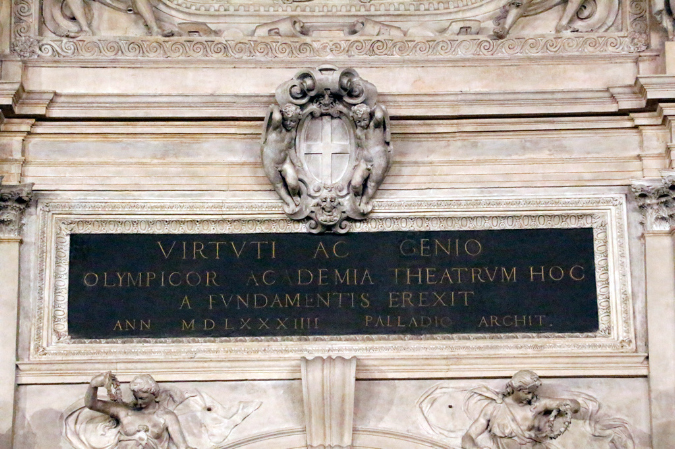 VIRTVTI AC GENIO
OLYMPICOR ACADEMIA THEATRVM HOC
A FVNDAMENTIS EREXIT
ANN MDLXXXIIII PALLADIO ARCHIT.